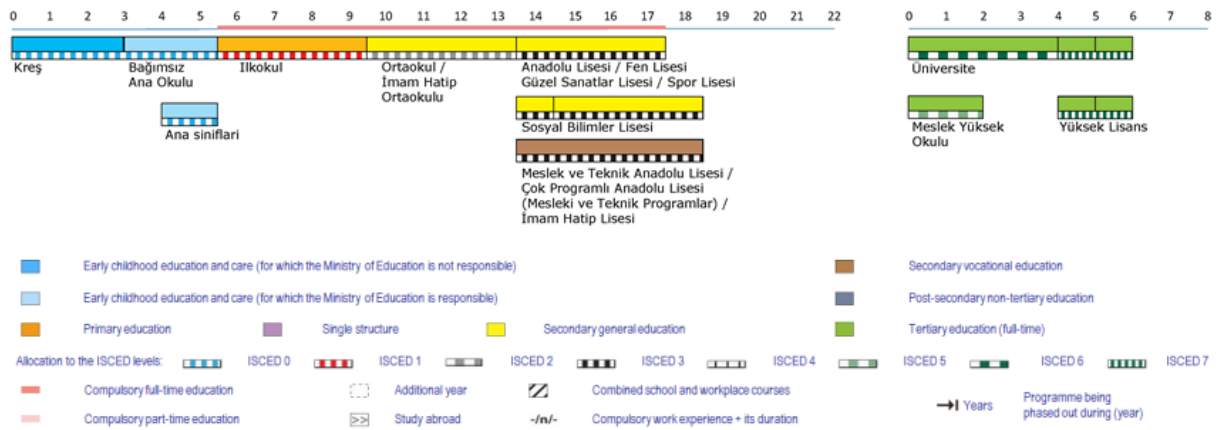 0 1 2 3 4 5 6 7 8 9 10 11 12 13 14 15 16 17 18 19 20 21 22
0 1 2 3 4 5 6 7 8
Kreş
Bağımsız
Ana Okulu
Ilkokul
Ortaokul /
İmam Hatip
Ortaokulu
Anadolu Lisesi / Fen Lisesi
Güzel Sanatlar Lisesi / Spor Lisesi
Üniversite
Ana siniflari
Sosyal Bilimler Lisesi
Meslek Yüksek
Okulu
Yüksek Lisans
Meslek ve Teknik Anadolu Lisesi /
Çok Programlı Anadolu Lisesi
(Mesleki ve Teknik Programlar) /
İmam Hatip Lisesi
Early childhood education and care (for which the Ministry of Education is not responsible)
Secondary vocational education
Early childhood education and care (for which the Ministry of Education is responsible)
Post-secondary non-tertiary education
Primary education
Single structure
Secondary general education
Tertiary education (full-time)
Allocation to the ISCED levels: ISCED 0 ISCED 1 ISCED 2 ISCED 3 ISCED 4 ISCED 5 ISCED 6 ISCED 7
Compulsory full-time education
Additional year
Combined school and workplace courses
Compulsory part-time education
>> Study abroad
-/n/- Compulsory work experience + its duration
Years
Programme being
phased out during (year)